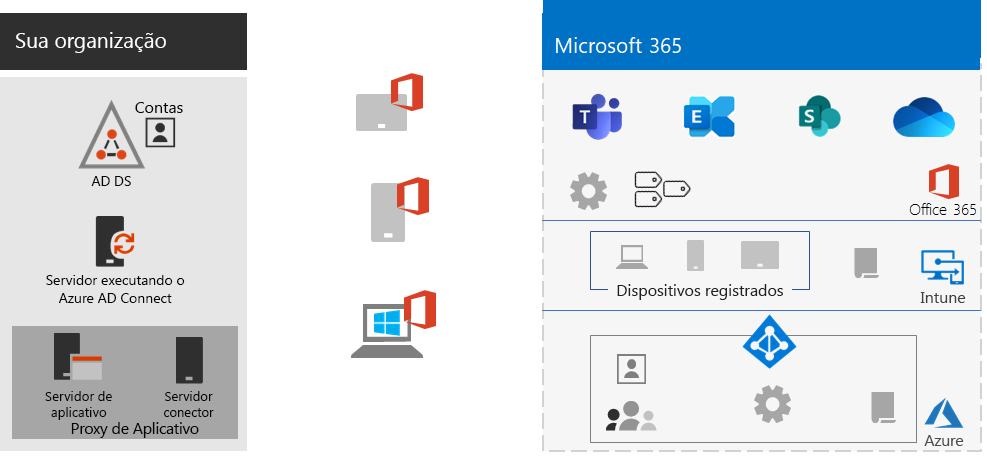 Sua organização
Contas
AD DS
Servidor executando o
Azure AD Connect
Servidor de
aplicativo
Servidor
conector
Proxy de Aplicativo
Microsoft 365
T
E
S
Office 365
Dispositivos registrados
Intune
Azure